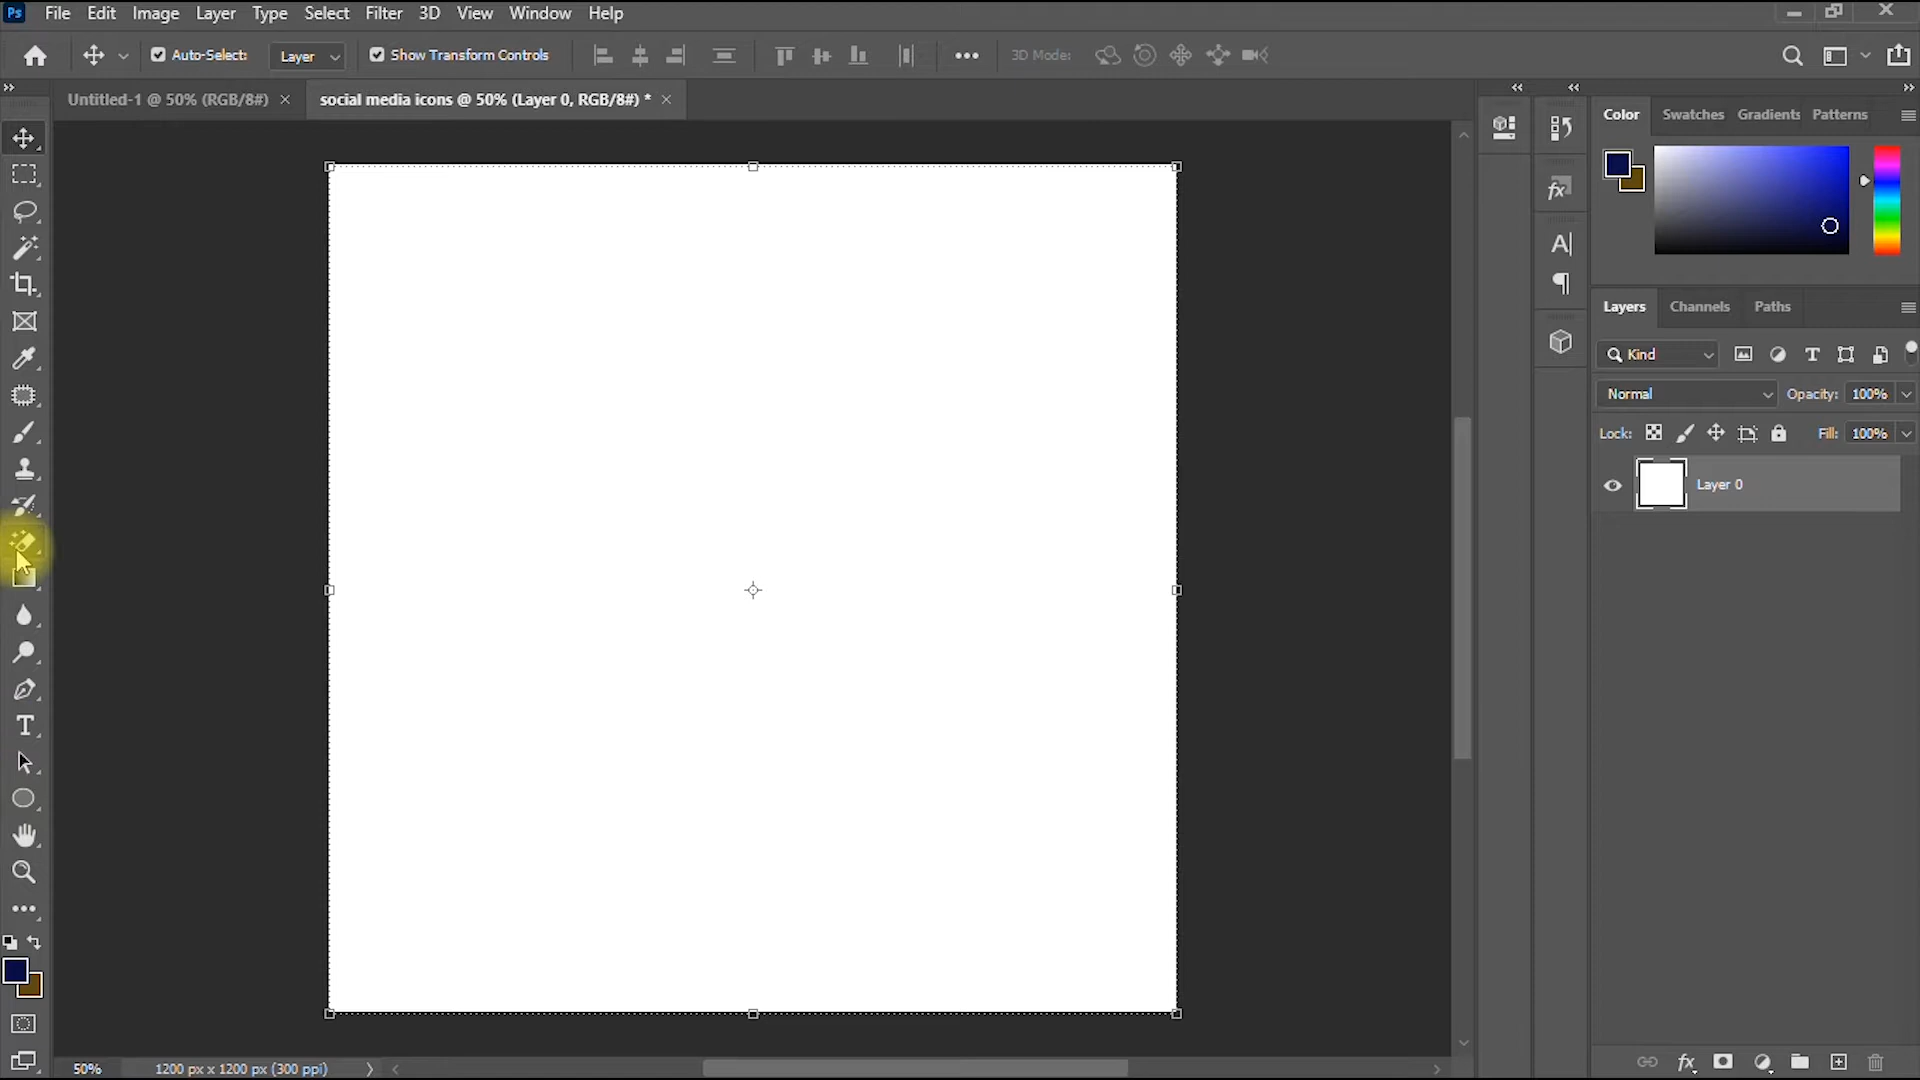 Ps File Edit Image Layer Type Select Filter 3D View Window Help
Auto-Select: Layer Show Transform Controls 3D Mode:
Untitled-1 @ 50% (RGB/8#) × social media icons @ 50% (Layer 0, RGB/8#) * ×
Color Swatches Gradients Patterns
Layers Channels Paths
Kind
Normal Opacity: 100%
Lock: Fill: 100%
Layer 0
50% 1200 px x 1200 px (300 ppi)